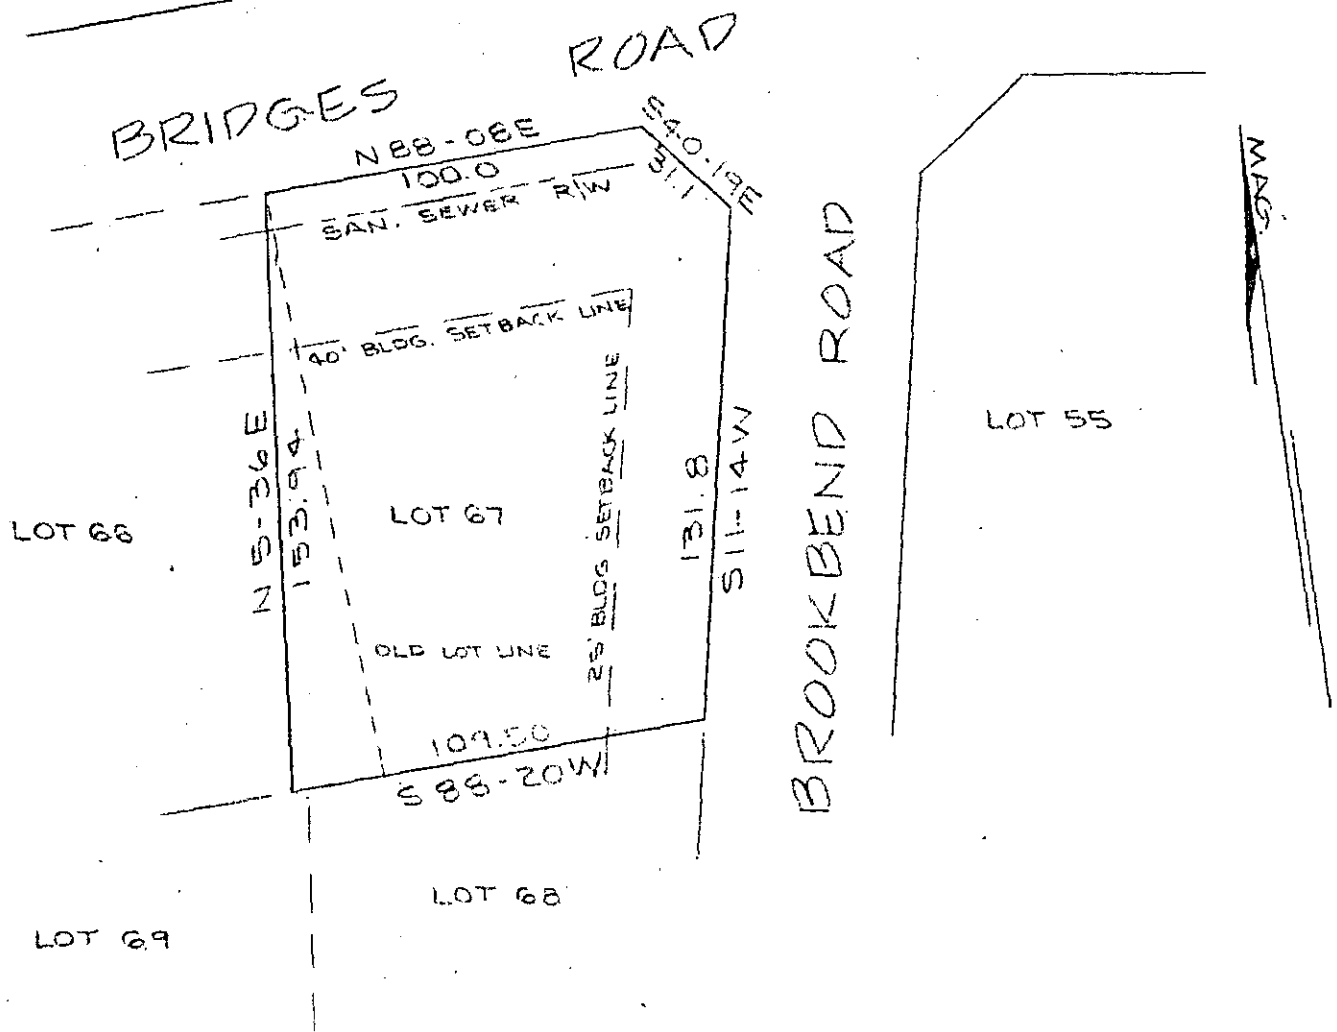 BRIDGES ROAD
N 88-08E
100.0
S40.19E
31.1
SAN. SEWER R/W
MAG.
40' BLDG. SETBACK LINE
25' BLDG SETBACK LINE
N 5-36 E
153.94
LOT 66
LOT 67
131.8
S11-14W
BROOKBEND ROAD
LOT 55
OLD LOT LINE
109.50
S 88-20W
LOT 68
LOT 69